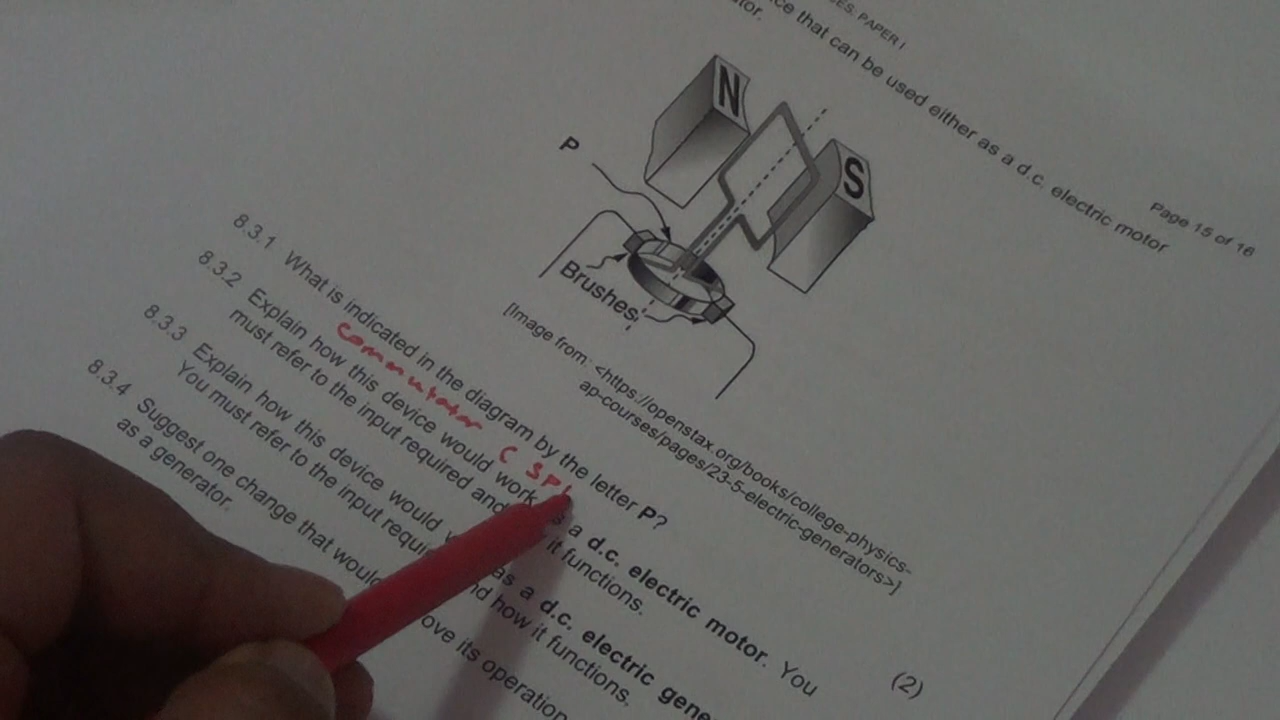 ES: PAPER I
Page 15 of 16
ce that can be used either as a d.c. electric motor
tor.
N
S
P
Brushes
[Image from: <https://openstax.org/books/college-physics-
ap-courses/pages/23-5-electric-generators>]
8.3.1 What is indicated in the diagram by the letter P?
Commutator ( SPl
8.3.2 Explain how this device would work as a d.c. electric motor. You
must refer to the input required and it functions.
(2)
8.3.3 Explain how this device would as a d.c. electric gene
You must refer to the input requi nd how it functions.
8.3.4 Suggest one change that would ove its operation
as a generator.